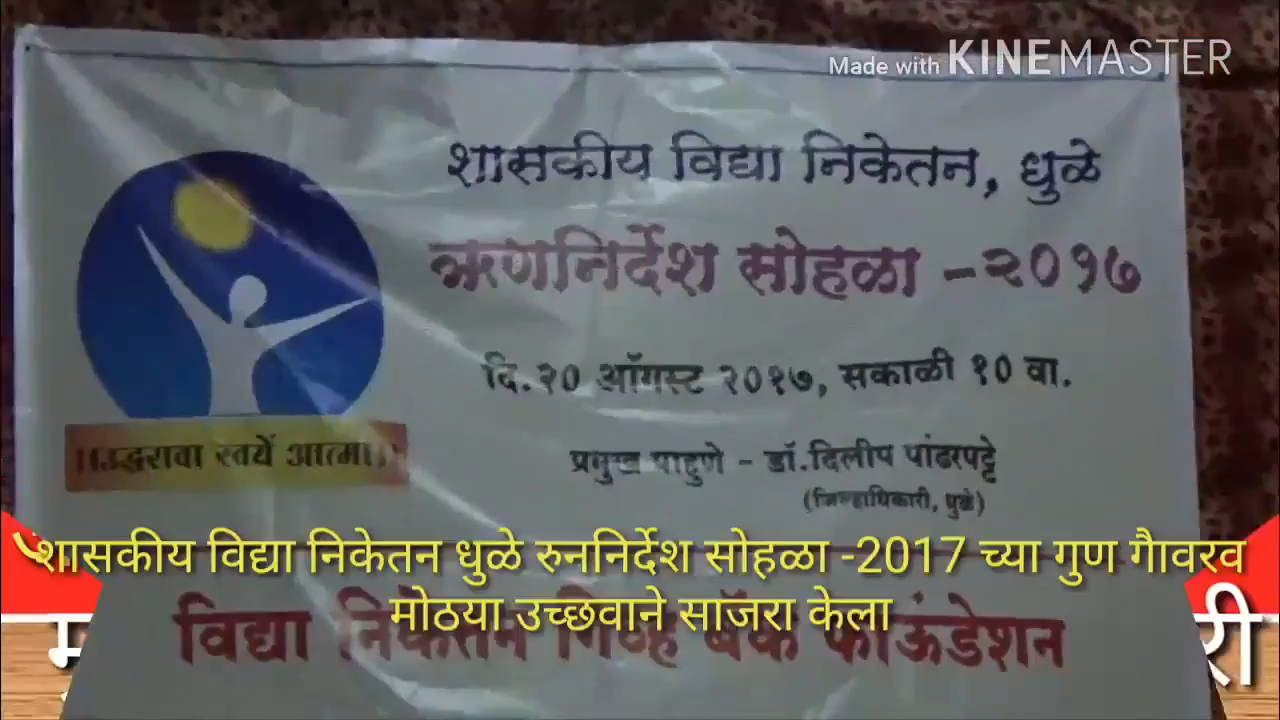 Made with KINEMASTER
शासकीय विद्या निकेतन, धुळे
ऋणनिर्देश सोहळा -२०१७
दि.२० ऑगस्ट २०१७, सकाळी १० वा.
प्रमुख पाहुणे - डॉ.दिलीप पांढरपट्टे
(जिल्हाधिकारी, धुळे)
।।उद्धरावा स्वयें आत्मा।।
शासकीय विद्या निकेतन धुळे रुननिर्देश सोहळा -2017 च्या गुण गैावरव
मोठया उच्छवाने साजरा केला
विद्या निकेतन गिव्ह बॅक फाऊंडेशन
री